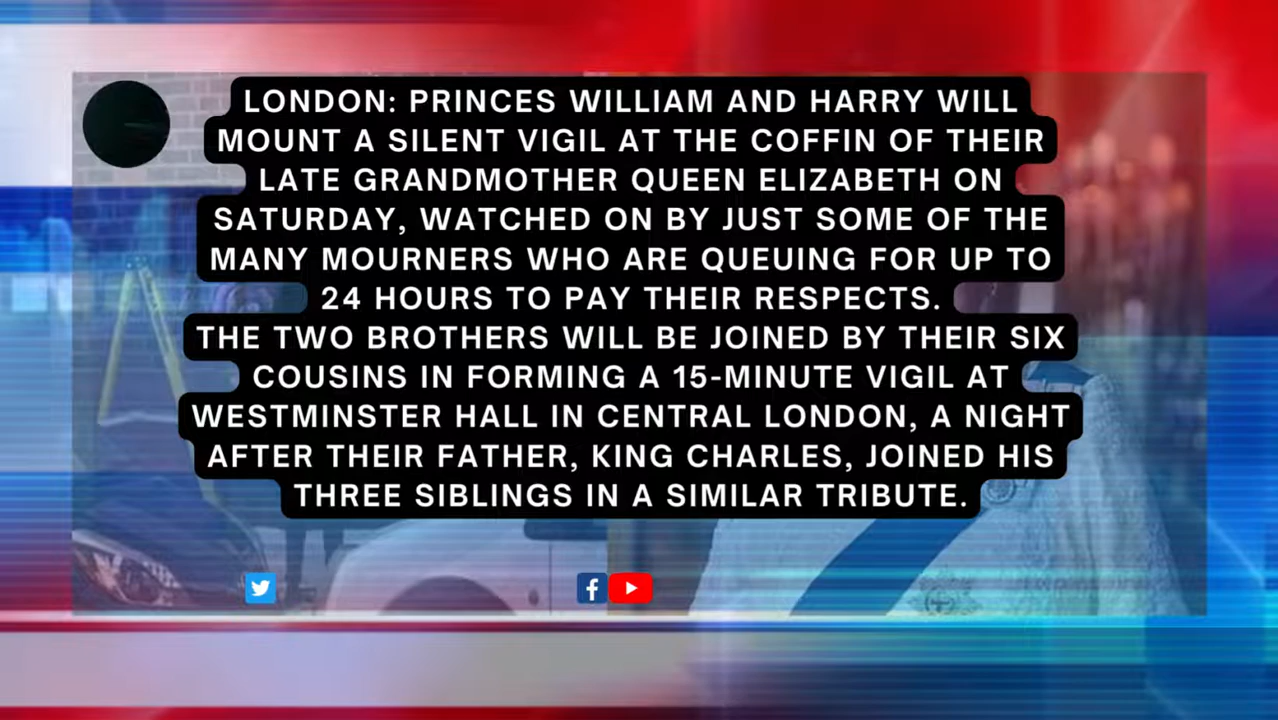 LONDON: PRINCES WILLIAM AND HARRY WILL
MOUNT A SILENT VIGIL AT THE COFFIN OF THEIR
LATE GRANDMOTHER QUEEN ELIZABETH ON
SATURDAY, WATCHED ON BY JUST SOME OF THE
MANY MOURNERS WHO ARE QUEUING FOR UP TO
24 HOURS TO PAY THEIR RESPECTS.
THE TWO BROTHERS WILL BE JOINED BY THEIR SIX
COUSINS IN FORMING A 15-MINUTE VIGIL AT
WESTMINSTER HALL IN CENTRAL LONDON, A NIGHT
AFTER THEIR FATHER, KING CHARLES, JOINED HIS
THREE SIBLINGS IN A SIMILAR TRIBUTE.